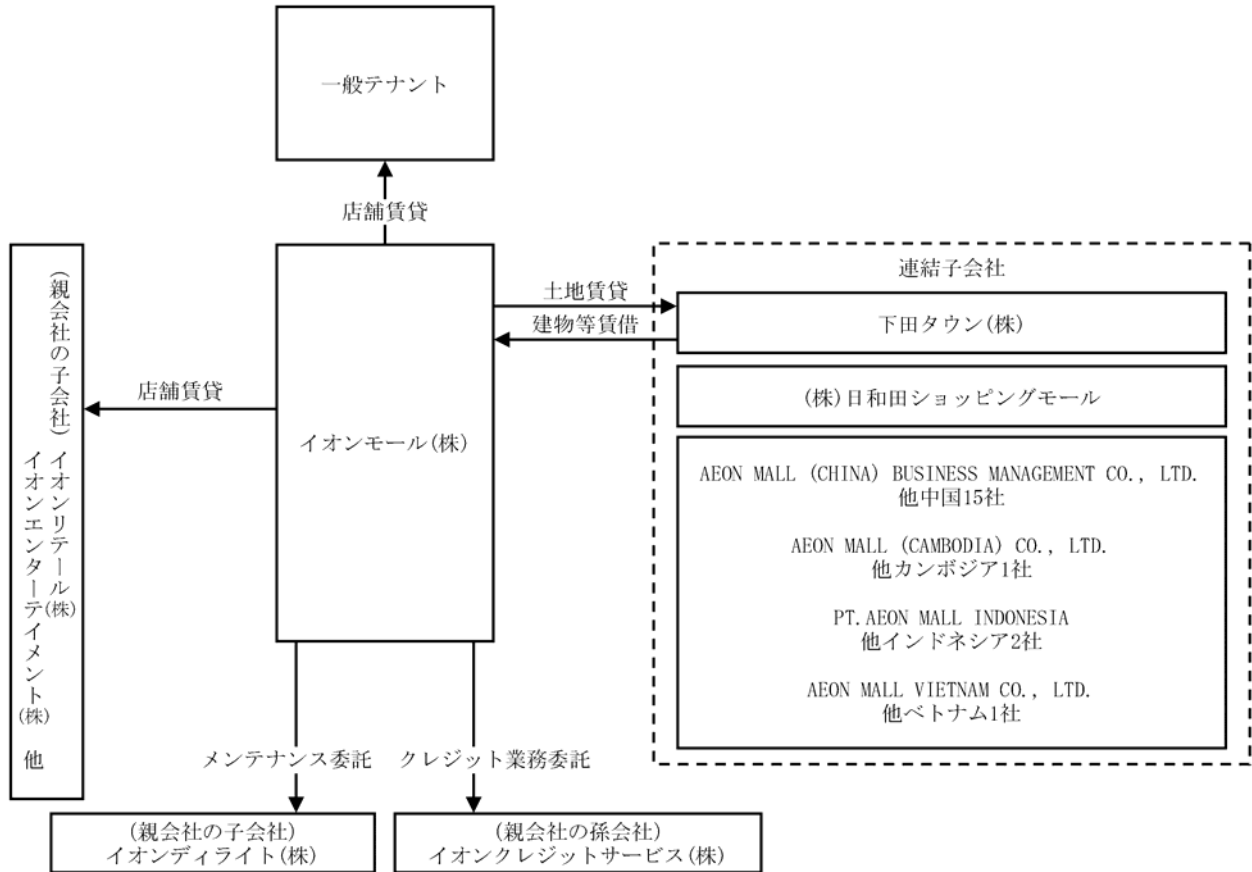 一般テナント
店舗賃貸
(親会社の子会社) イオンリテール(株)
イオンエンターテイメント(株) 他
店舗賃貸
イオンモール(株)
土地賃貸
建物等賃借
連結子会社
下田タウン(株)
(株)日和田ショッピングモール
AEON MALL (CHINA) BUSINESS MANAGEMENT CO., LTD.
他中国15社
AEON MALL (CAMBODIA) CO., LTD.
他カンボジア1社
PT.AEON MALL INDONESIA
他インドネシア2社
AEON MALL VIETNAM CO., LTD.
他ベトナム1社
メンテナンス委託
クレジット業務委託
(親会社の子会社)
イオンディライト(株)
(親会社の孫会社)
イオンクレジットサービス(株)